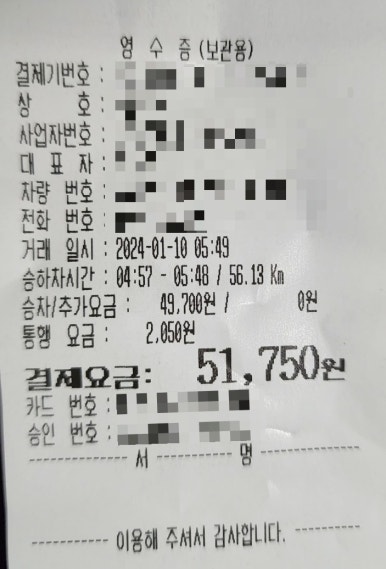 영 수 증 (보관용)
결제기번호 :
상 호 :
사업자번호 :
대 표 자 :
차량 번호 :
전화 번호 :
거래 일시 : 2024-01-10 05:49
승하차시간 : 04:57 - 05:48 / 56.13 Km
승차/추가요금 : 49,700원 / 0원
통행 요금 : 2,050원
결제요금: 51,750원
카드 번호 :
승인 번호 :
------------- 서 ---------- 명 --------------
----------- 이용해 주셔서 감사합니다. ----------